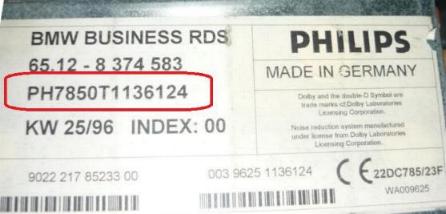 BMW BUSINESS RDS
65.12 - 8 374 583
PH7850T1136124
KW 25/96 INDEX: 00
PHILIPS
MADE IN GERMANY
Dolby and the double-D Symbol are
trade marks of Dolby Laboratories
Licensing Corporation.
Noise reduction system manufactured
under license from Dolby Laboratories
Licensing Corporation.
9022 217 85233 00
003 9625 1136124
CE 22DC785/23F
WA009625